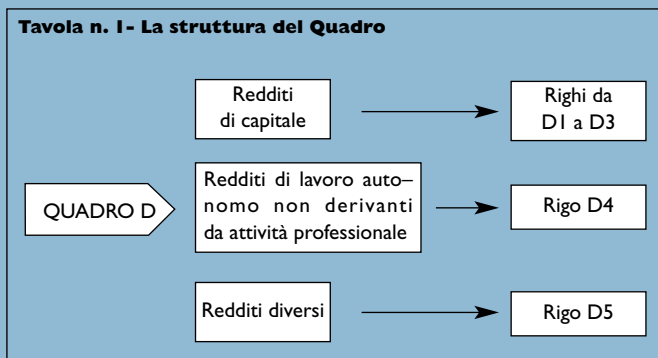 Tavola n. 1- La struttura del Quadro
Redditi
di capitale
Righi da
D1 a D3
QUADRO D
Redditi di lavoro auto–
nomo non derivanti
da attività professionale
Rigo D4
Redditi diversi
Rigo D5